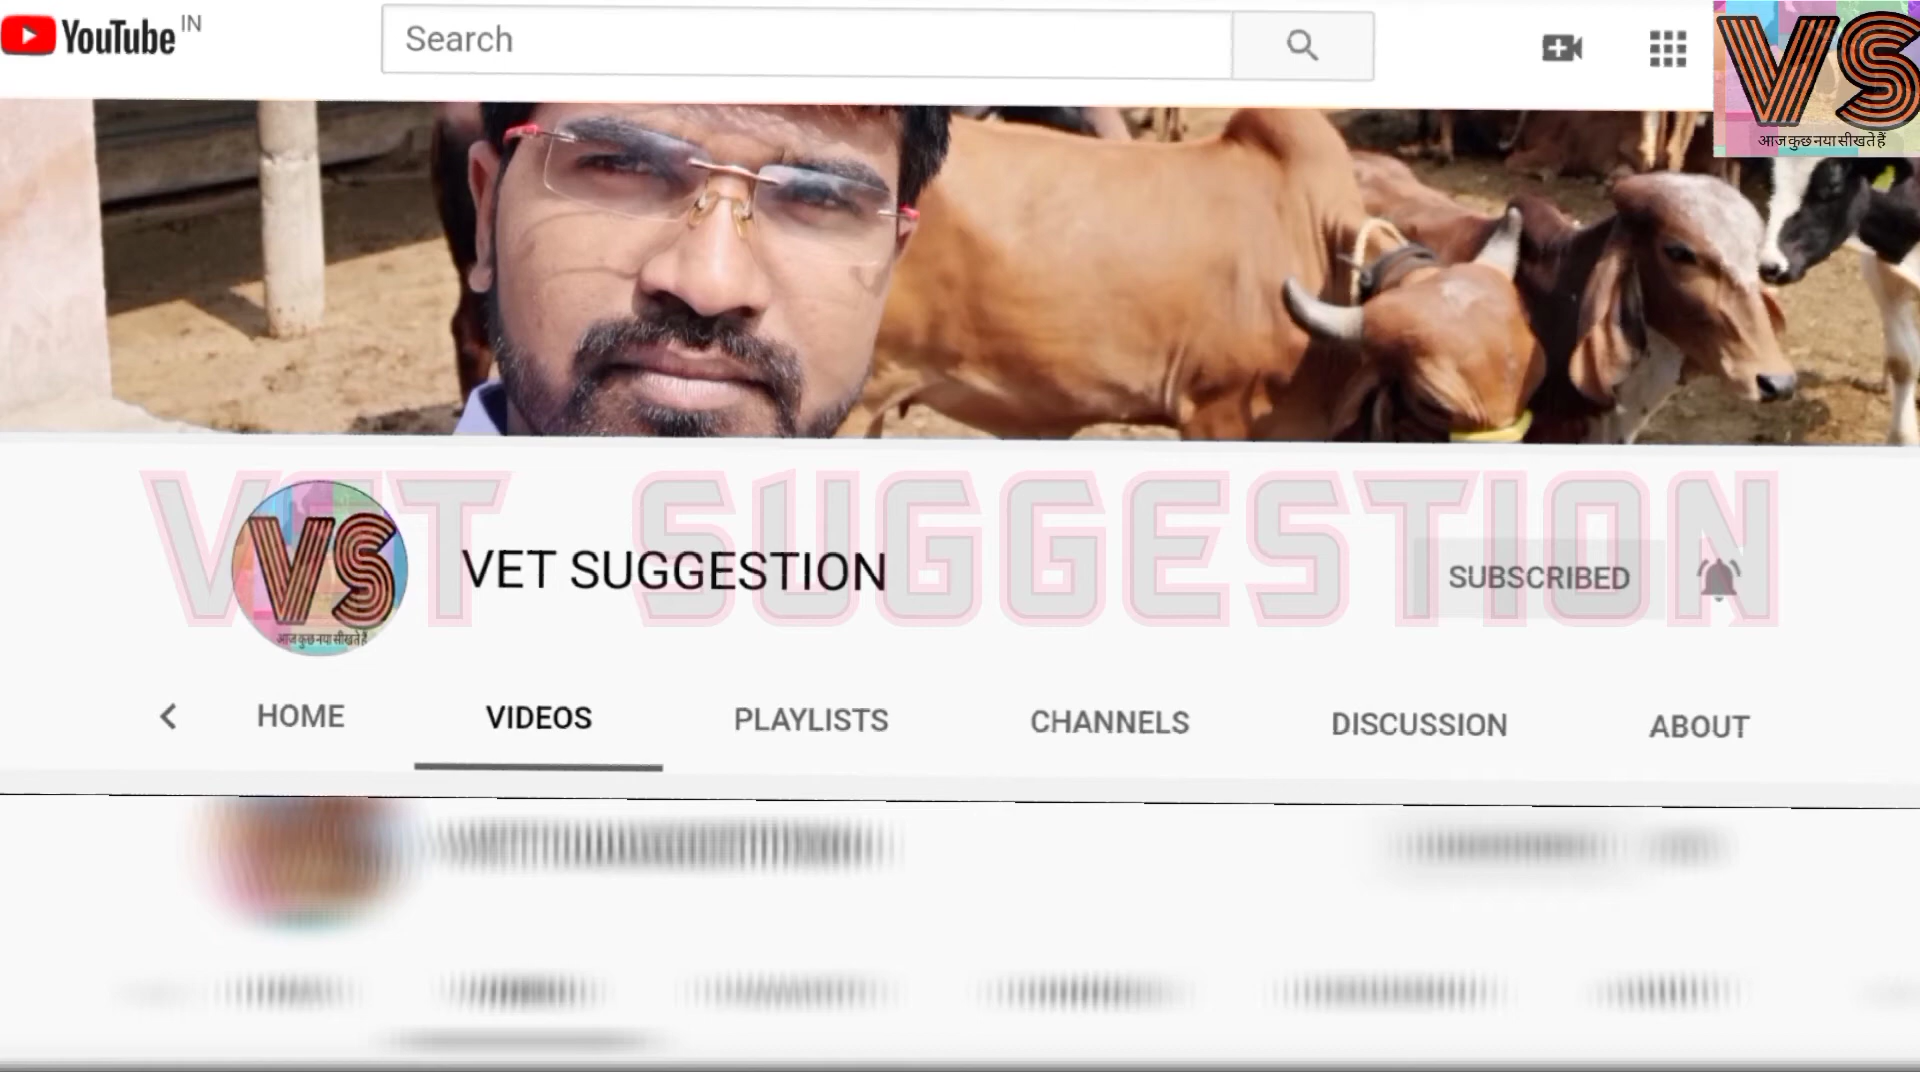 YouTube IN
Search
VS
आज कुछ नया सीखते हैं
VET SUGGESTION
VS
आज कुछ नया सीखते हैं
VET SUGGESTION
SUBSCRIBED
HOME
VIDEOS
PLAYLISTS
CHANNELS
DISCUSSION
ABOUT